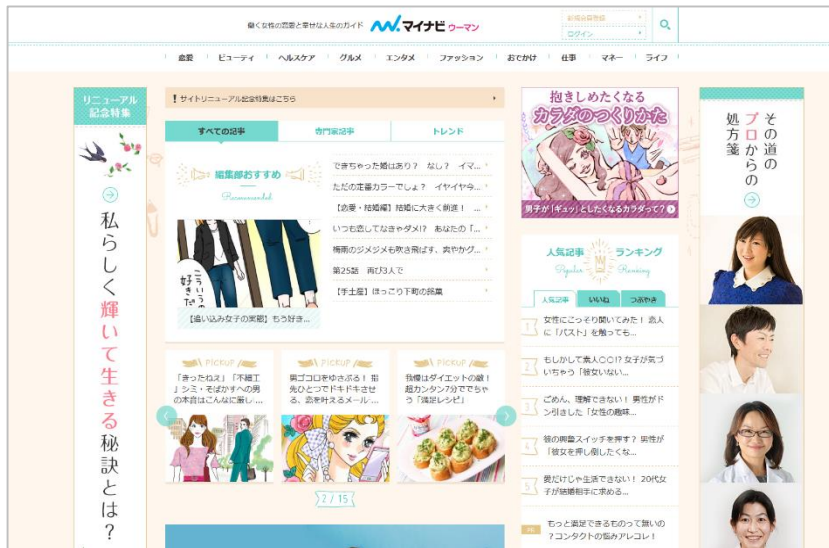 働く女性の恋愛と幸せな人生のガイド
マイナビ ウーマン
ログイン
恋愛 ビューティ ヘルスケア グルメ エンタメ ファッション おでかけ 仕事 マネー ライフ
リニューアル
記念特集
私らしく輝いて生きる秘訣とは?
! サイトリニューアル記念特集はこちら
すべての記事 専門家記事 トレンド
編集部おすすめ
Recommended
できちゃった婚はあり? なし? イマ...
ただの定番カラーでしょ? イヤイヤ今...
【恋愛・結婚編】結婚に大きく前進! ...
いつも恋してなきゃダメ!? あなたの「...
梅雨のジメジメも吹き飛ばす、爽やかグ...
第25話 再び3人で
【手土産】ほっこり下町の銘菓
こういうの
好きだ
【追い込み女子の実態】もう好き...
PICKUP
「きったねえ」「不細工
」シミ・そばかすへの男
の本音はこんなに厳し...
PICKUP
男ゴコロをゆさぶる! 指
先ひとつでドキドキさせ
る、恋を叶えるメール...
PICKUP
我慢はダイエットの敵!
超カンタン7分でできちゃ
う「満足レシピ」
2 / 15
抱きしめたくなる
カラダのつくりかた
男子が「ギュッ」としたくなるカラダって?
人気記事 ランキング
Popular Ranking
人気記事 いいね つぶやき
1 女性にこっそり聞いてみた! 恋人
に「バスト」を触っても...
2 もしかして素人○○!? 女子が気づ
いちゃう「彼女いない...
3 ごめん、理解できない! 男性がド
ン引きした「女性の趣味...
4 彼の興奮スイッチを押す? 男性が
「彼女を押し倒したくな...
5 愛だけじゃ生活できない! 20代女
子が結婚相手に求める...
もっと満足できるものって無いの
?コンタクトの悩みアレコレ!
その道の
プロからの
処方箋